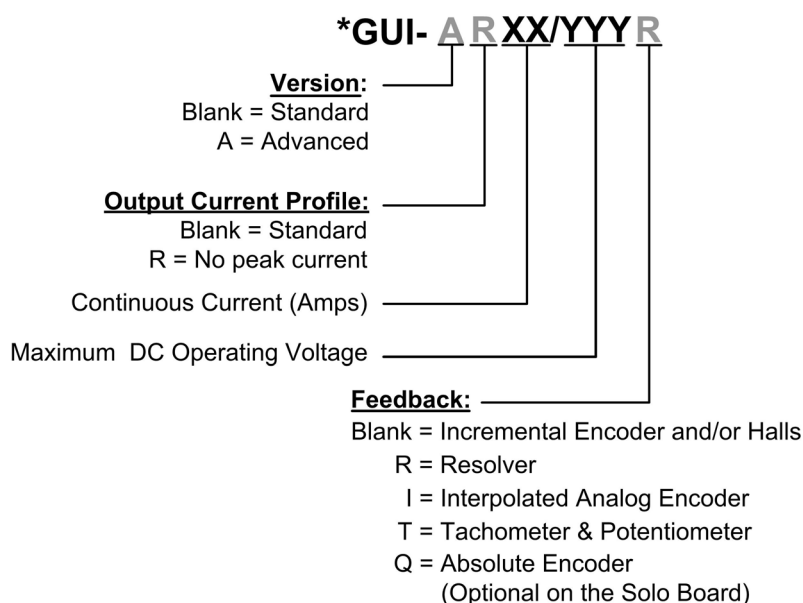 *GUI- A R XX/YYY R
Version:
Blank = Standard
A = Advanced
Output Current Profile:
Blank = Standard
R = No peak current
Continuous Current (Amps)
Maximum DC Operating Voltage
Feedback:
Blank = Incremental Encoder and/or Halls
R = Resolver
I = Interpolated Analog Encoder
T = Tachometer & Potentiometer
Q = Absolute Encoder
(Optional on the Solo Board)